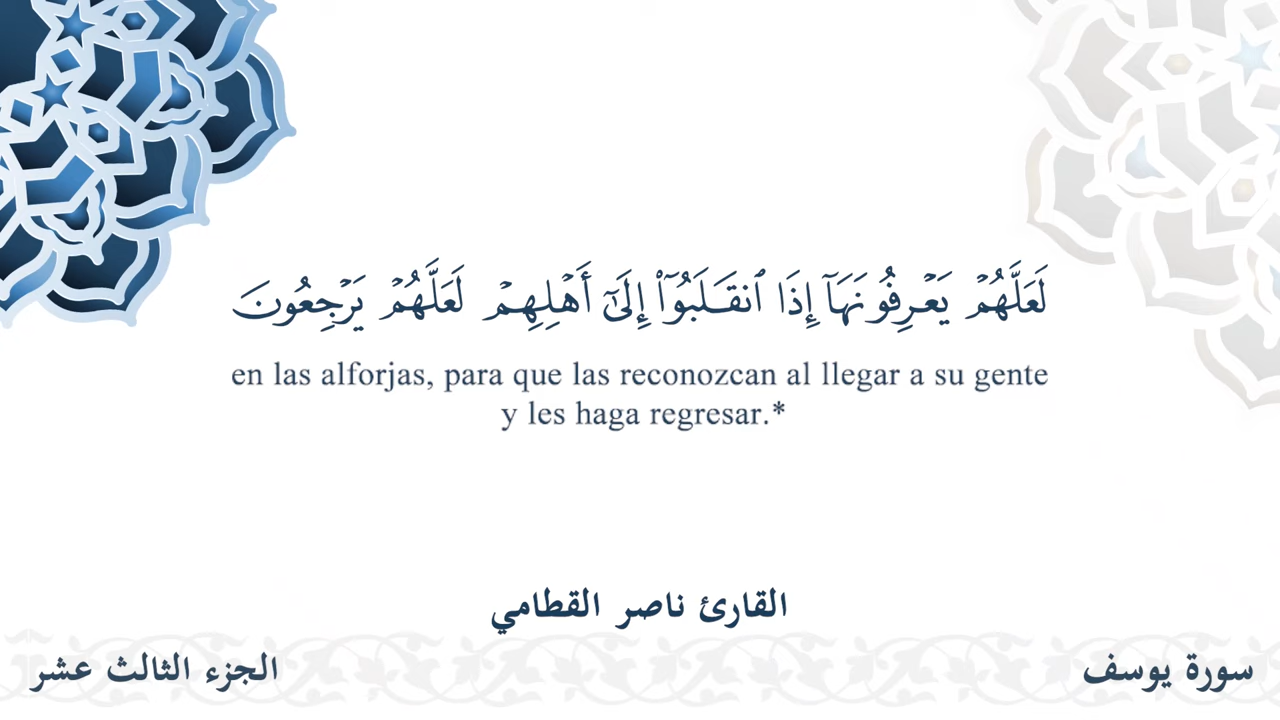 لَعَلَّهُمۡ يَعۡرِفُونَهَآ إِذَا ٱنقَلَبُوٓاْ إِلَىٰٓ أَهۡلِهِمۡ لَعَلَّهُمۡ يَرۡجِعُونَ
en las alforjas, para que las reconozcan al llegar a su gente
y les haga regresar.*
القارئ ناصر القطامي
سورة يوسف
الجزء الثالث عشر